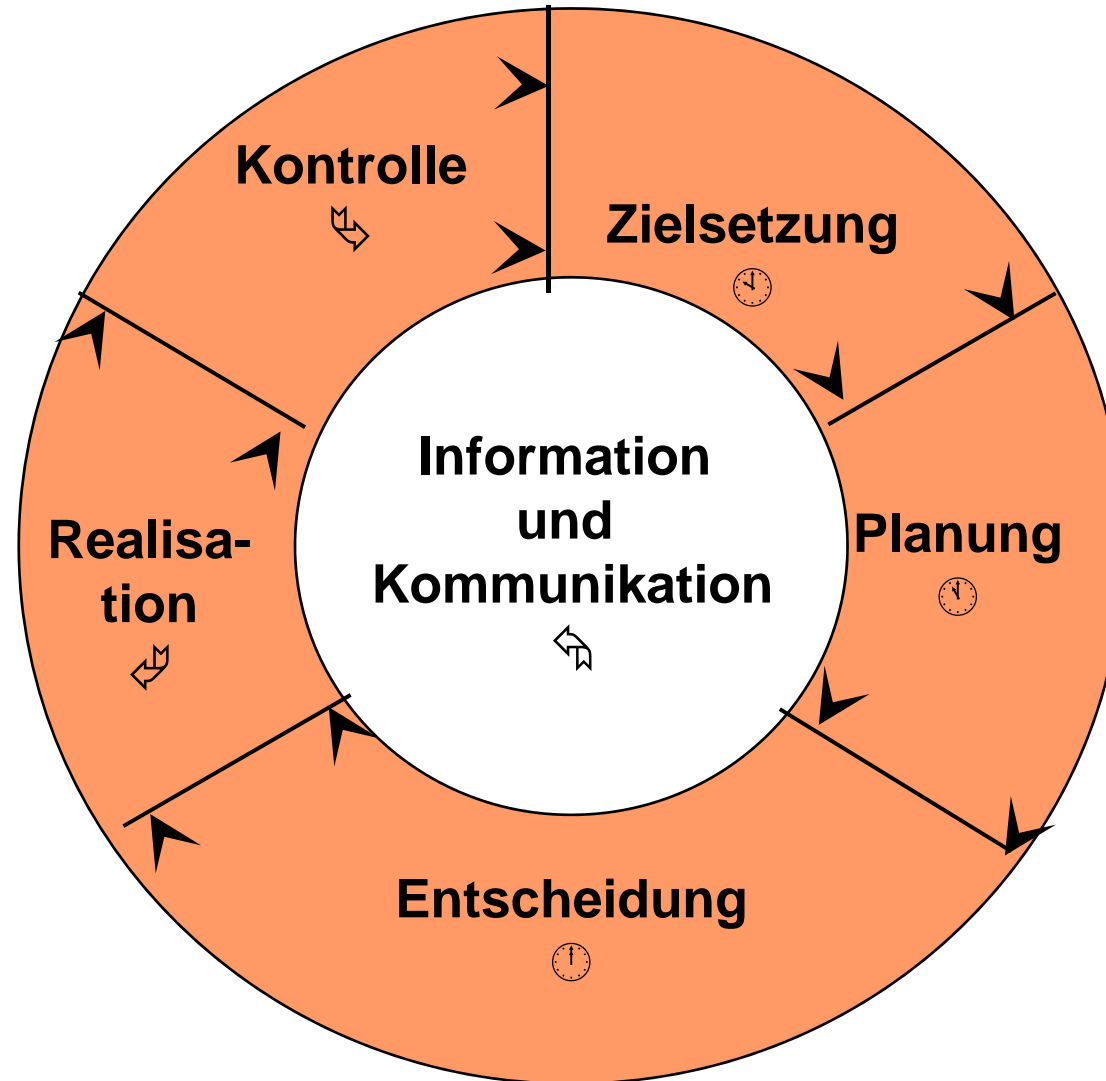 Kontrolle
Zielsetzung
Information
und
Kommunikation
Planung
Realisa-
tion
Entscheidung